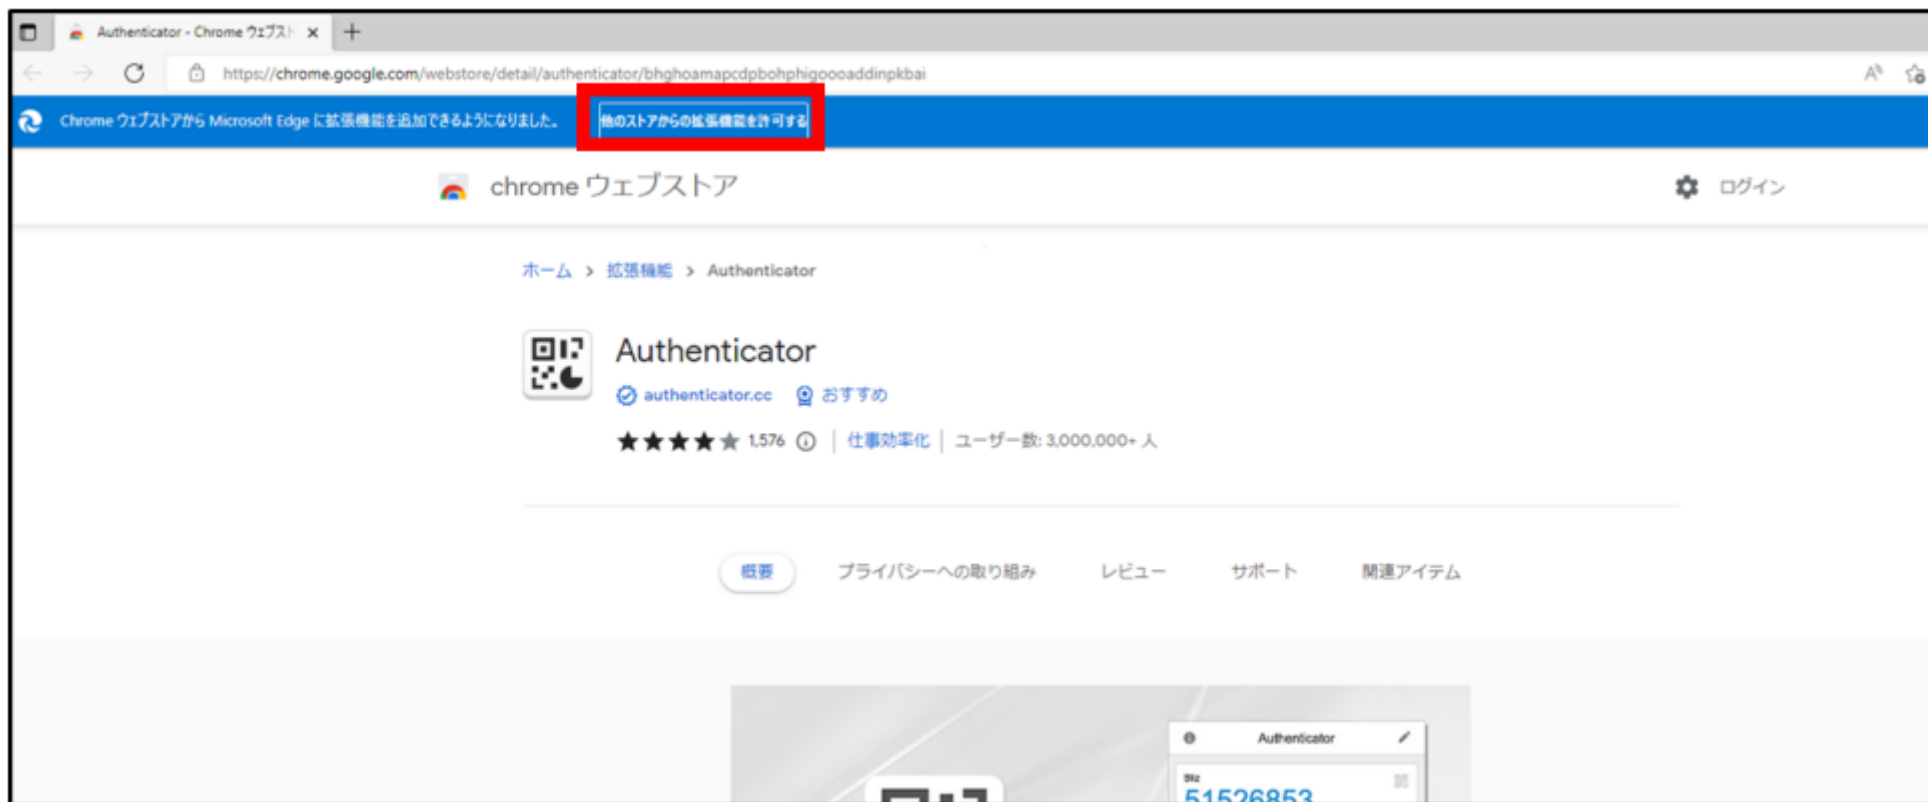 Authenticator - Chrome ウェブスト
https://chrome.google.com/webstore/detail/authenticator/bhghoamapcdpbohphigoooaddinpkbai
Chrome ウェブストアから Microsoft Edge に拡張機能を追加できるようになりました。 他のストアからの拡張機能を許可する
chrome ウェブストア ログイン
ホーム > 拡張機能 > Authenticator
Authenticator
authenticator.cc おすすめ
1,576 仕事効率化 ユーザー数: 3,000,000+ 人
概要 プライバシーへの取り組み レビュー サポート 関連アイテム
Authenticator
51526853